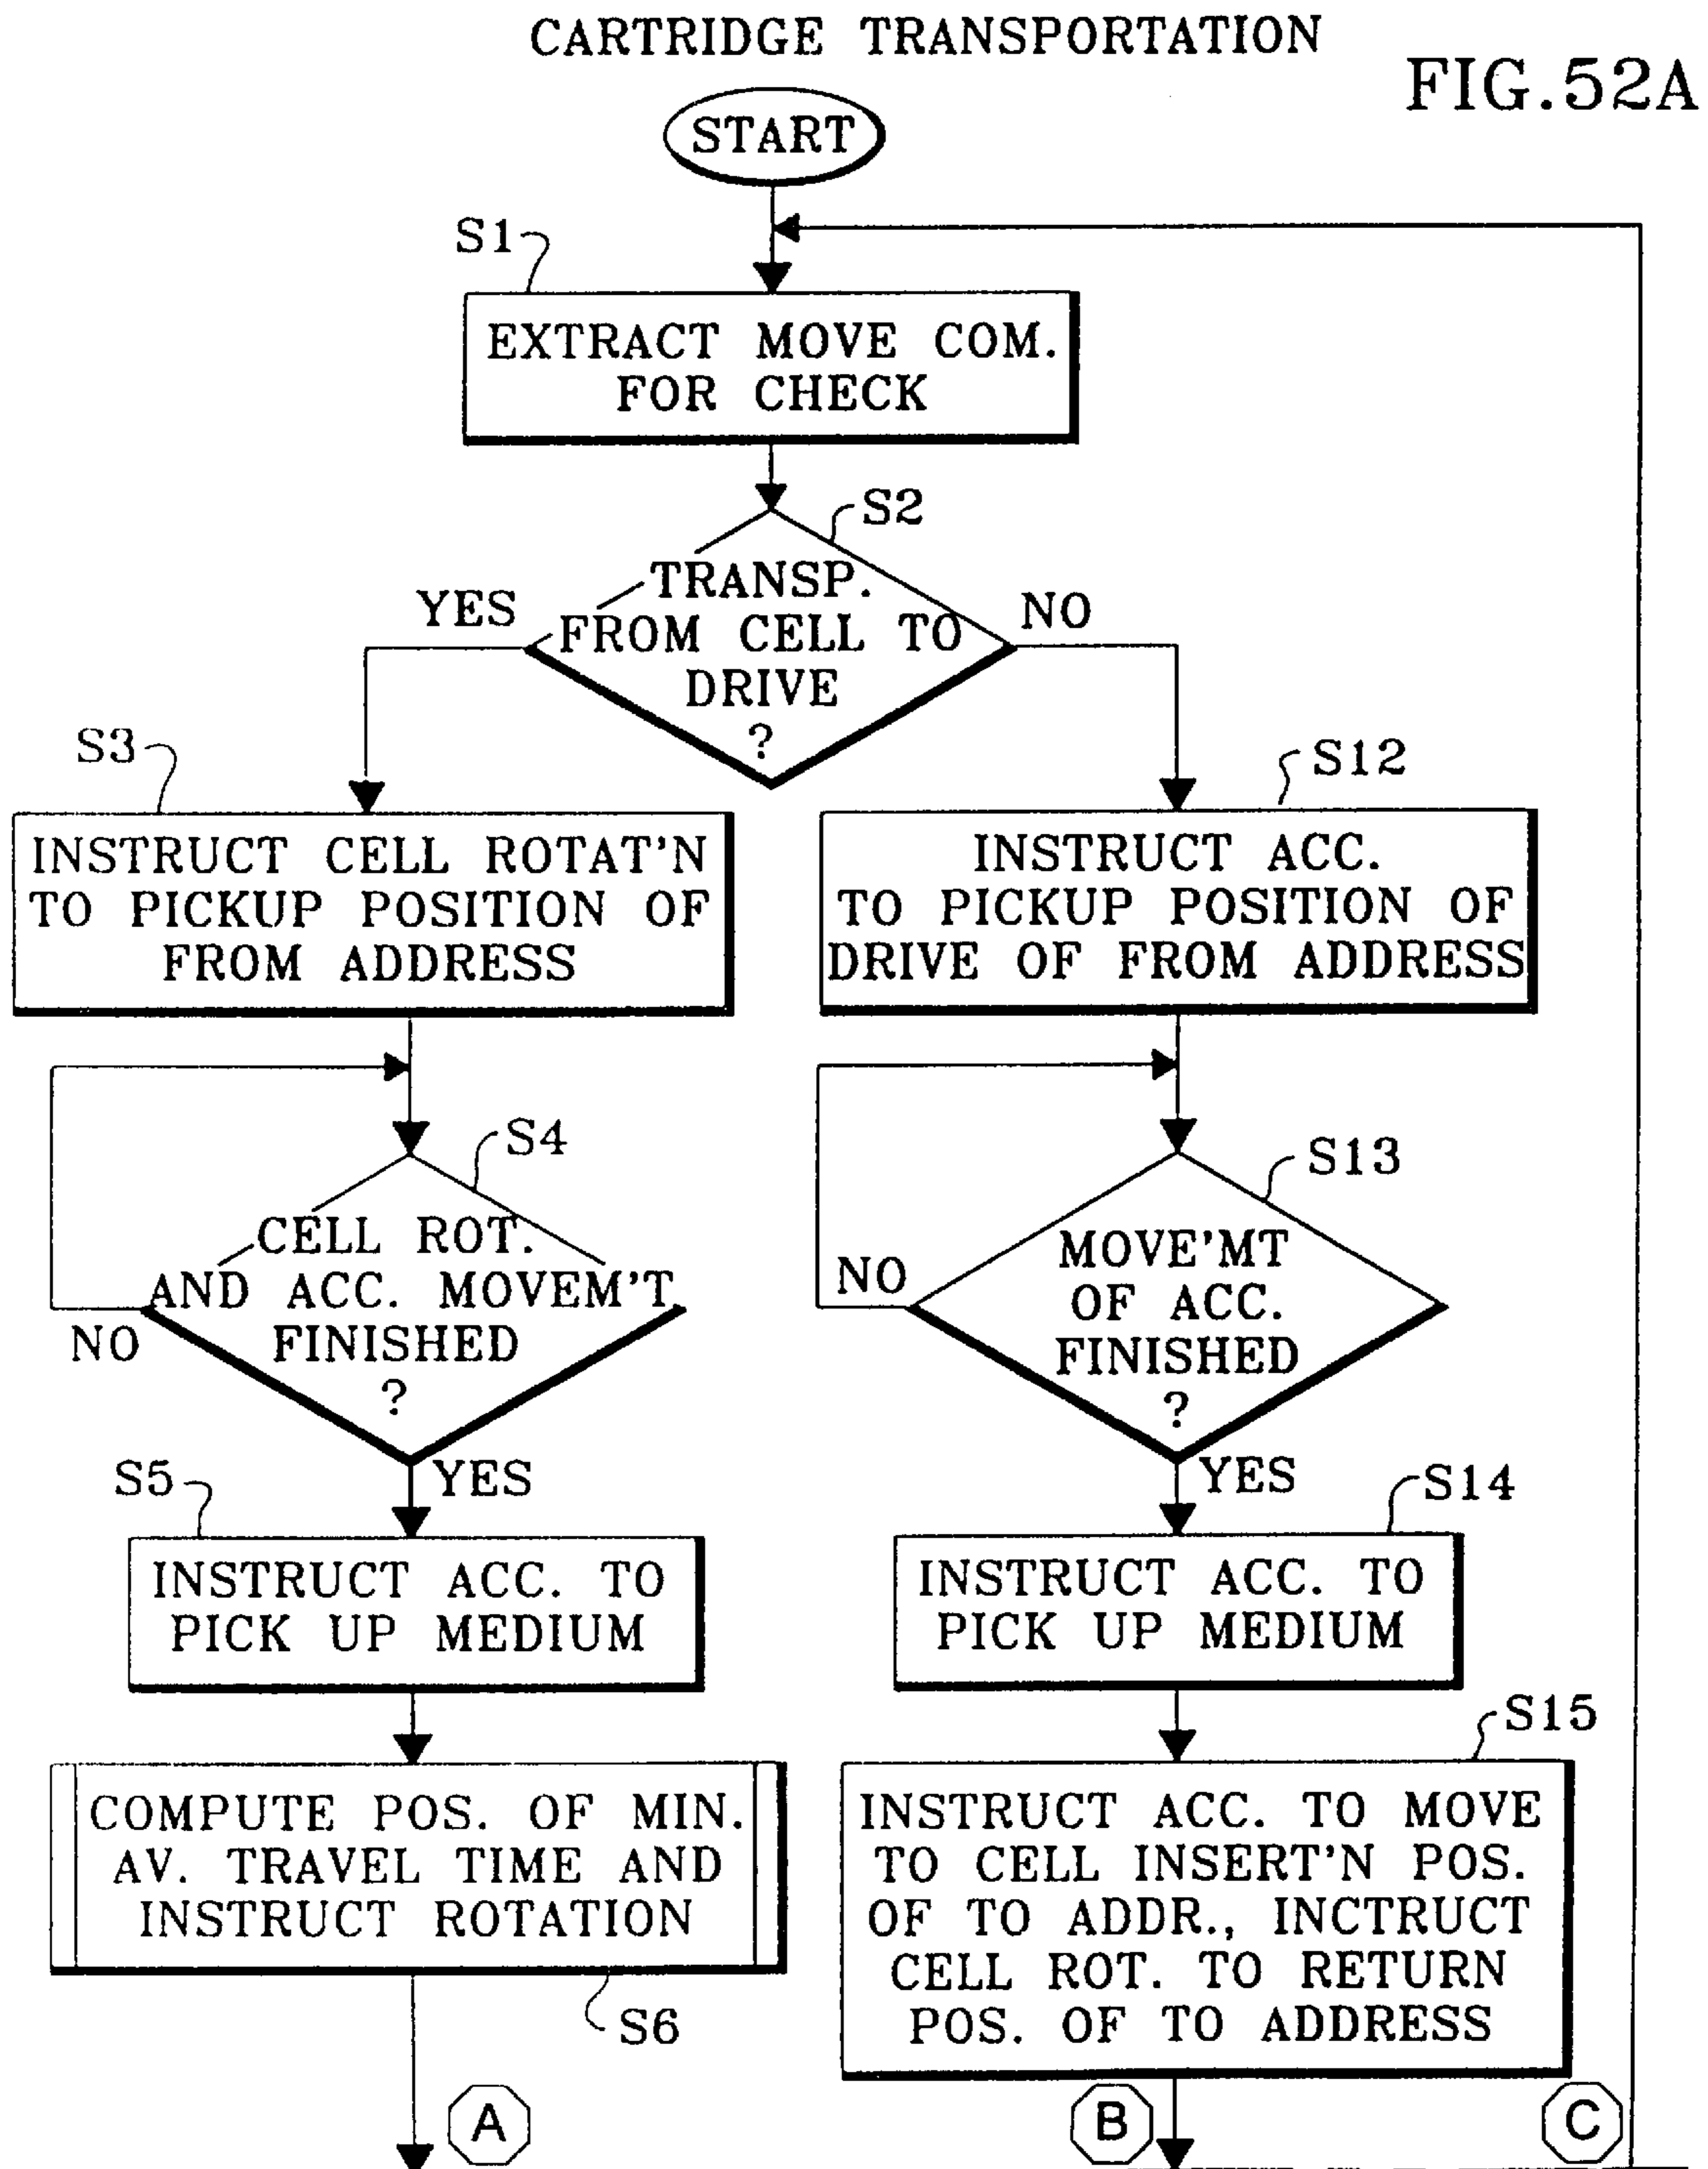 CARTRIDGE TRANSPORTATION
FIG.52A
START
S1
EXTRACT MOVE COM.
FOR CHECK
S2
TRANSP.
FROM CELL TO
DRIVE
?
YES
NO
S3
INSTRUCT CELL ROTAT'N
TO PICKUP POSITION OF
FROM ADDRESS
S12
INSTRUCT ACC.
TO PICKUP POSITION OF
DRIVE OF FROM ADDRESS
S4
CELL ROT.
AND ACC. MOVEM'T
FINISHED
?
NO
YES
S13
MOVE'MT
OF ACC.
FINISHED
?
NO
YES
S5
INSTRUCT ACC. TO
PICK UP MEDIUM
S14
INSTRUCT ACC. TO
PICK UP MEDIUM
COMPUTE POS. OF MIN.
AV. TRAVEL TIME AND
INSTRUCT ROTATION
S6
S15
INSTRUCT ACC. TO MOVE
TO CELL INSERT'N POS.
OF TO ADDR., INCTRUCT
CELL ROT. TO RETURN
POS. OF TO ADDRESS
A
B
C